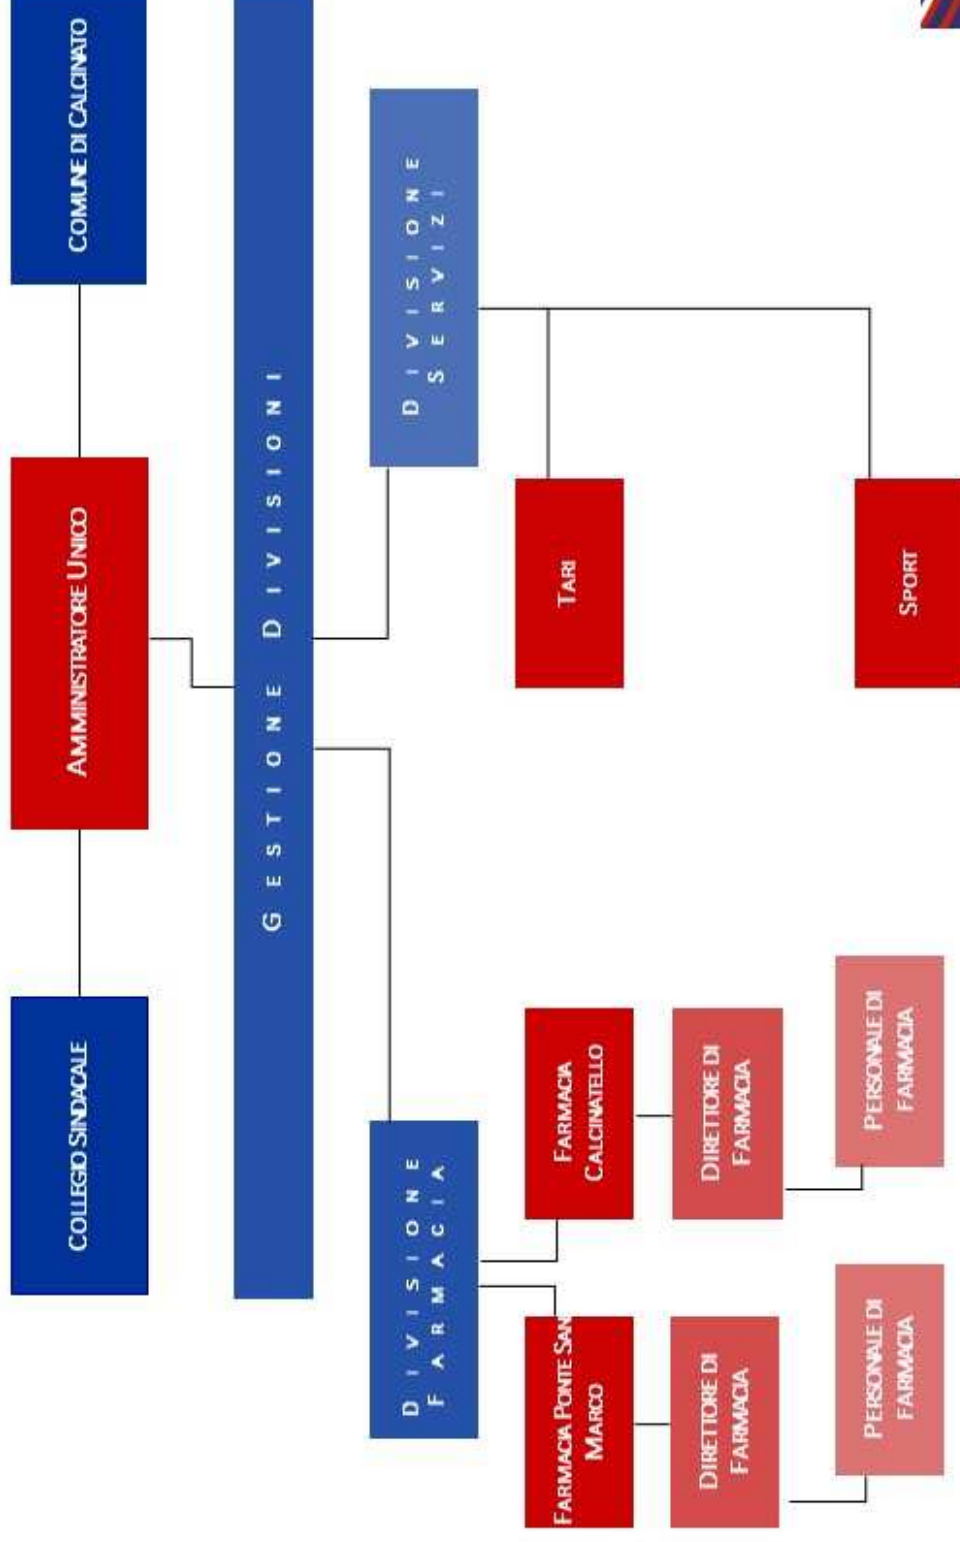 COLLEGIO SINDACALE
AMMINISTRATORE UNICO
COMUNE DI CALCINATO
GESTIONE DIVISIONI
DIVISIONE
FARMACIA
DIVISIONE
SERVIZI
FARMACIA PONTE SAN
MARCO
FARMACIA
CALCINATELLO
TARI
DIRETTORE DI
FARMACIA
DIRETTORE DI
FARMACIA
PERSONALE DI
FARMACIA
PERSONALE DI
FARMACIA
SPORT